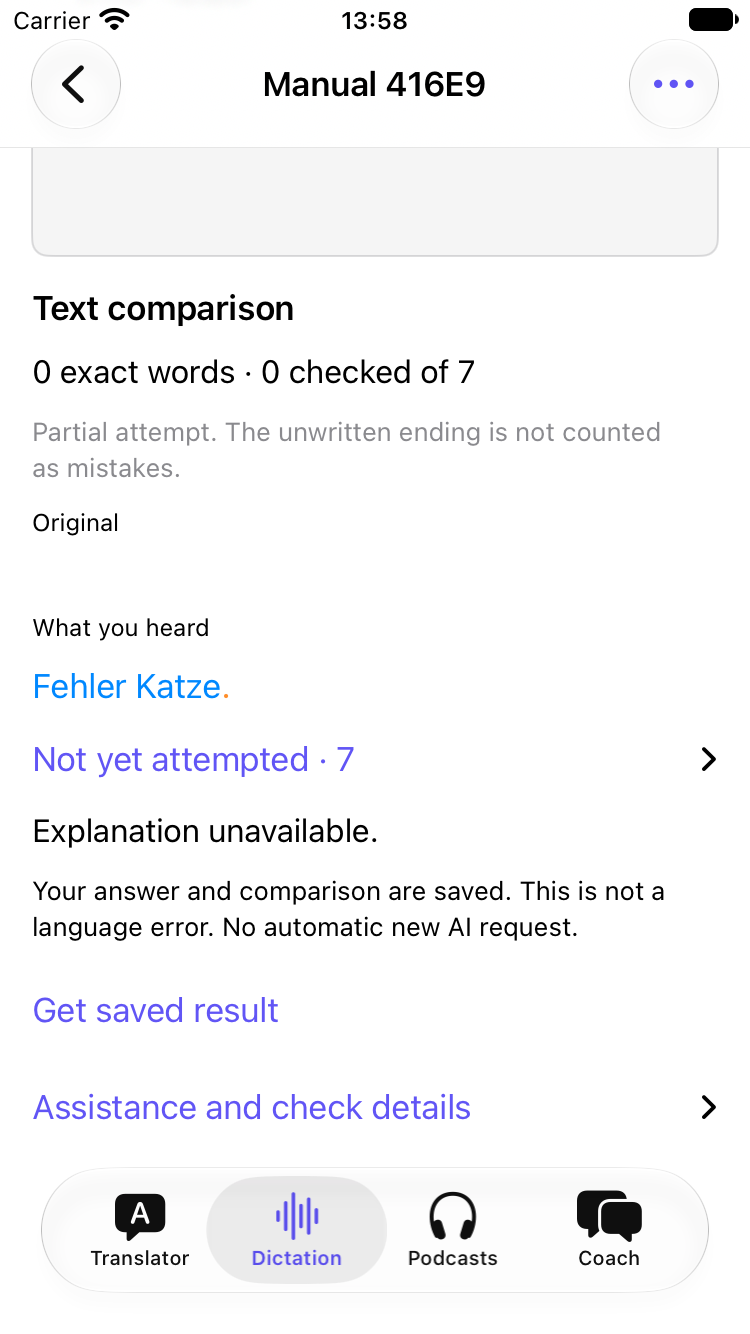 Carrier 13:58
Manual 416E9
Text comparison
0 exact words · 0 checked of 7
Partial attempt. The unwritten ending is not counted
as mistakes.
Original
What you heard
Fehler Katze.
Not yet attempted · 7
Explanation unavailable.
Your answer and comparison are saved. This is not a
language error. No automatic new AI request.
Get saved result
Assistance and check details
A
Translator Dictation Podcasts Coach